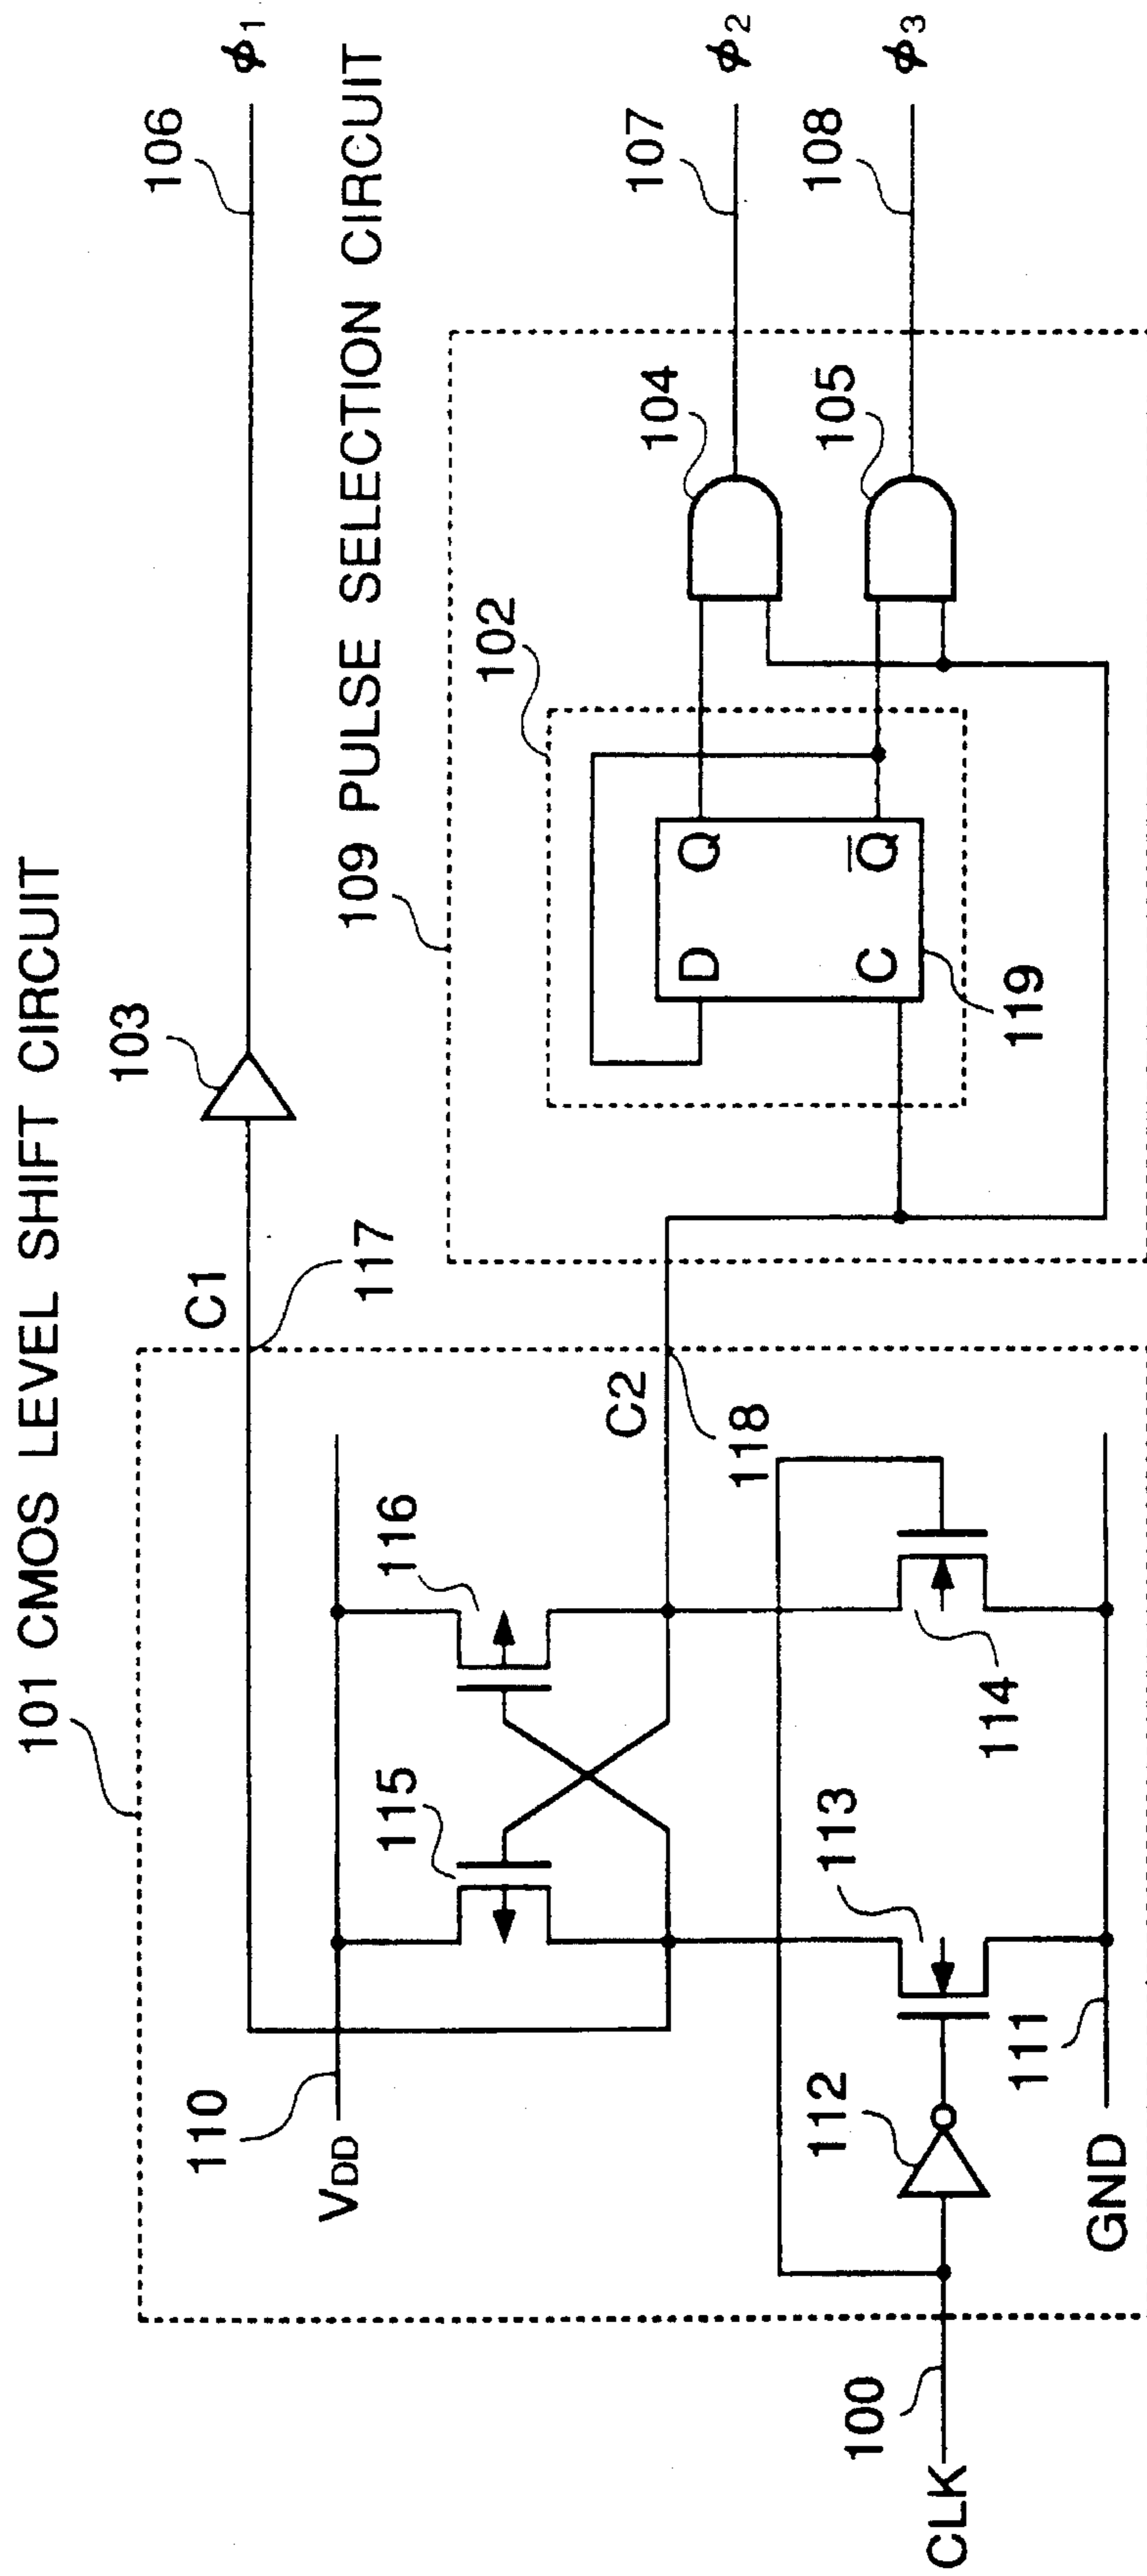 101 CMOS LEVEL SHIFT CIRCUIT
103
106
ϕ1
C1
117
109 PULSE SELECTION CIRCUIT
110
VDD
115
116
C2
118
102
104
107
ϕ2
D
Q
C
Q̅
119
105
108
ϕ3
113
114
112
111
100
CLK
GND